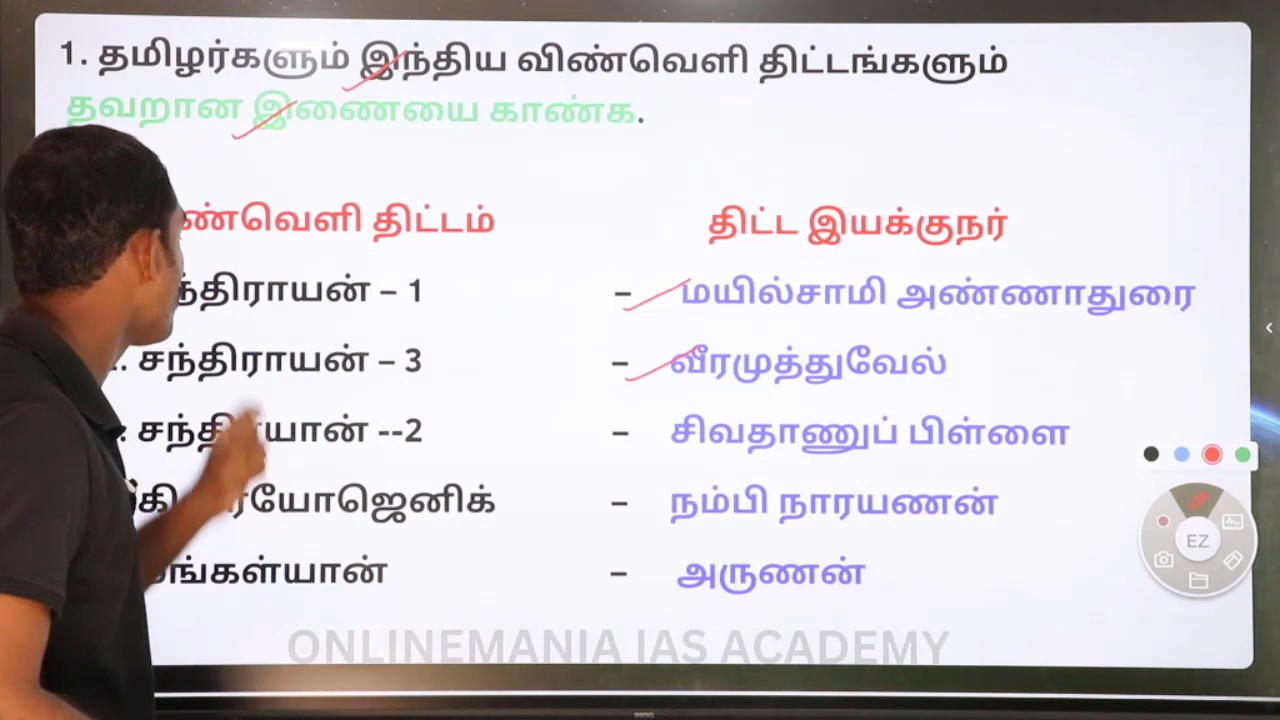 1. தமிழர்களும் இந்திய விண்வெளி திட்டங்களும்
தவறான இணையை காண்க.
ண்வெளி திட்டம் திட்ட இயக்குநர்
ந்திராயன் – 1 – மயில்சாமி அண்ணாதுரை
சந்திராயன் – 3 – வீரமுத்துவேல்
சந்திராயான் --2 – சிவதாணுப் பிள்ளை
– நம்பி நாரயணன்
ங்கள்யான் – அருணன்
EZ
ONLINEMANIA IAS ACADEMY